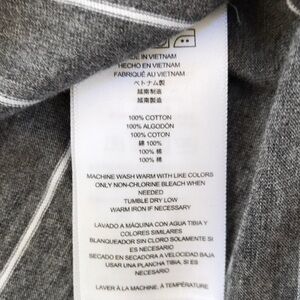 MADE IN VIETNAM
HECHO EN VIETNAM
FABRIQUÉ AU VIETNAM
ベトナム製
越南制造
越南製造
100% COTTON
100% ALGODÓN
100% COTON
綿 100%
100% 棉
100% 棉
MACHINE WASH WARM WITH LIKE COLORS
ONLY NON-CHLORINE BLEACH WHEN
NEEDED
TUMBLE DRY LOW
WARM IRON IF NECESSARY
LAVADO A MÁQUINA CON AGUA TIBIA Y
COLORES SIMILARES
BLANQUEADOR SIN CLORO SOLAMENTE SI
ES NECESARIO
SECADO EN SECADORA A VELOCIDAD BAJA
USAR UNA PLANCHA TIBIA, SI ES
NECESARIO
LAVER À LA MACHINE, À TEMPÉRATURE